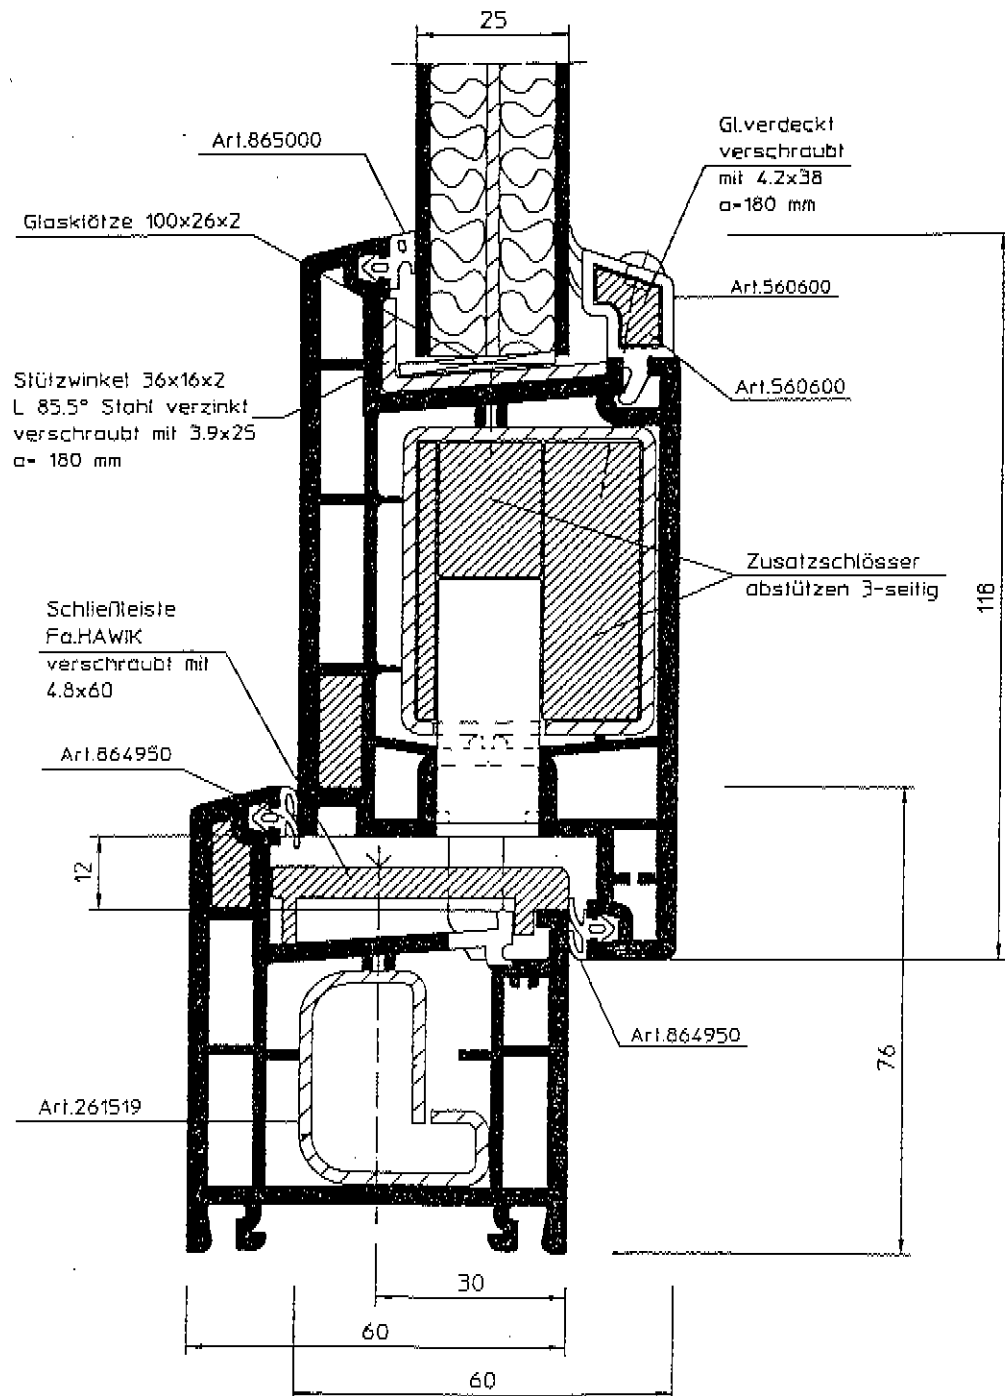 25
Art.865000
Gl.verdeckt
verschraubt
mit 4.2x38
a=180 mm
Glasklötze 100x26x2
Art.560600
Stützwinkel 36x16x2
L 85.5° Stahl verzinkt
verschraubt mit 3.9x25
a= 180 mm
Art.560600
Zusatzschlösser
abstützen 3-seitig
118
Schließleiste
Fa.HAWIK
verschraubt mit
4.8x60
Art.864950
12
Art.864950
76
Art.261519
30
60
60